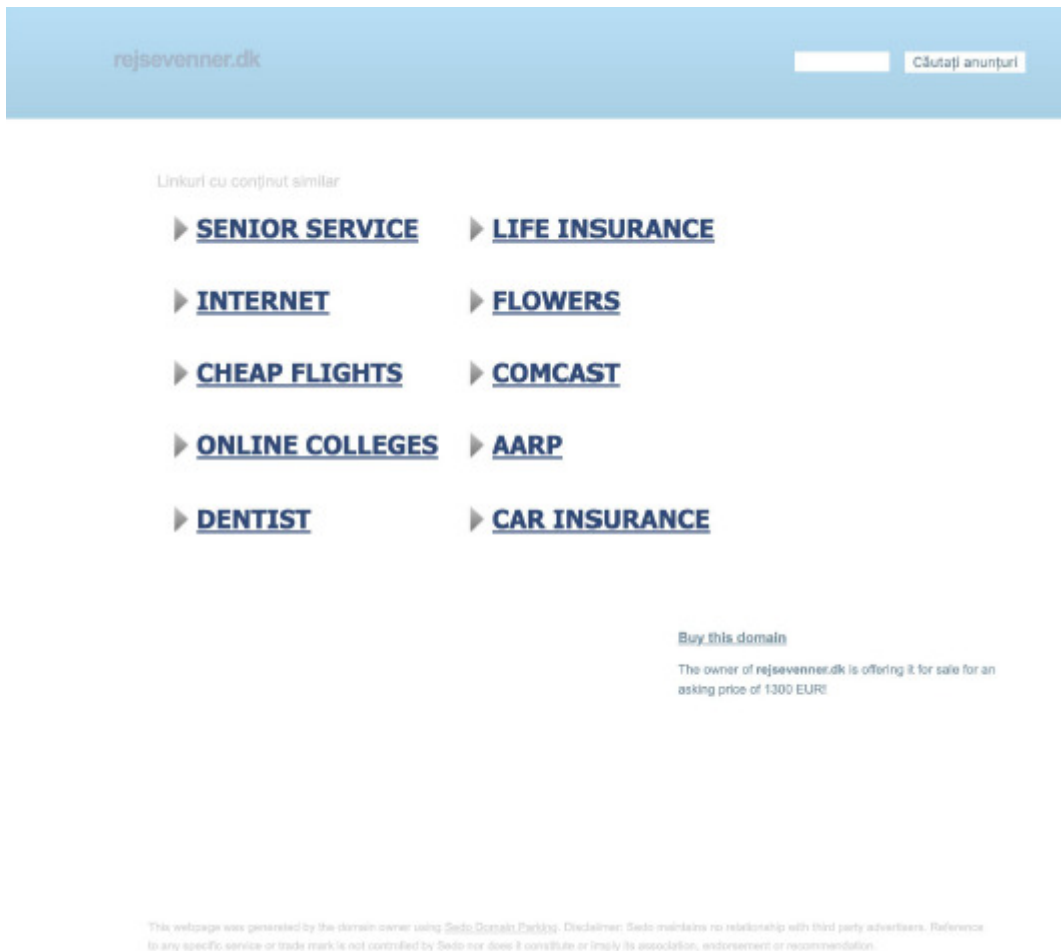 rejsevenner.dk
Căutați anunțuri
Linkuri cu conținut similar
SENIOR SERVICE
LIFE INSURANCE
INTERNET
FLOWERS
CHEAP FLIGHTS
COMCAST
ONLINE COLLEGES
AARP
DENTIST
CAR INSURANCE
Buy this domain
The owner of rejsevenner.dk is offering it for sale for an
asking price of 1300 EUR!
This webpage was generated by the domain owner using Sedo Domain Parking. Disclaimer: Sedo maintains no relationship with third party advertisers. Reference
to any specific service or trade mark is not controlled by Sedo nor does it constitute or imply its association, endorsement or recommendation.